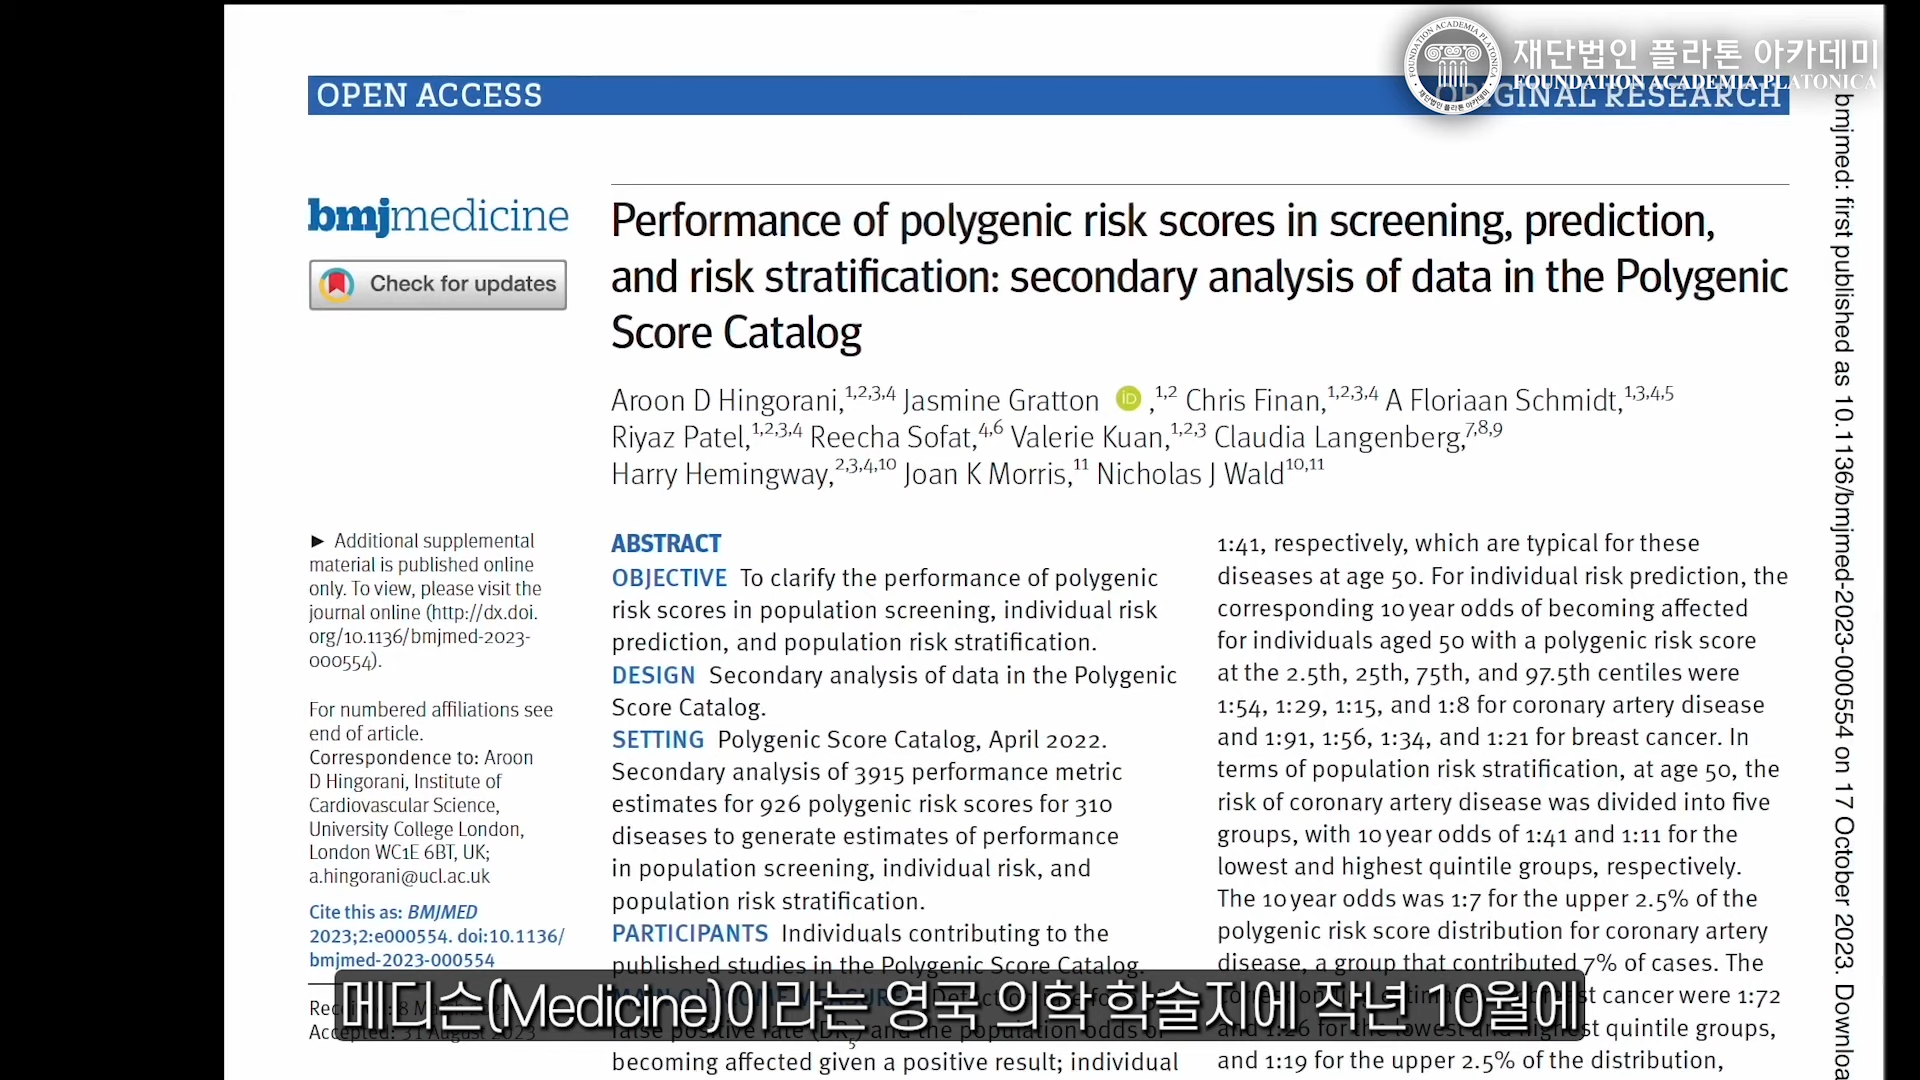 재단법인 플라톤 아카데미
FOUNDATION ACADEMIA PLATONICA
OPEN ACCESS
ORIGINAL RESEARCH
bmjmedicine
Check for updates
Performance of polygenic risk scores in screening, prediction,
and risk stratification: secondary analysis of data in the Polygenic
Score Catalog
Aroon D Hingorani,1,2,3,4 Jasmine Gratton iD ,1,2 Chris Finan,1,2,3,4 A Floriaan Schmidt,1,3,4,5
Riyaz Patel,1,2,3,4 Reecha Sofat,4,6 Valerie Kuan,1,2,3 Claudia Langenberg,7,8,9
Harry Hemingway,2,3,4,10 Joan K Morris,11 Nicholas J Wald10,11
► Additional supplemental
material is published online
only. To view, please visit the
journal online (http://dx.doi.
org/10.1136/bmjmed-2023-
000554).
For numbered affiliations see
end of article.
Correspondence to: Aroon
D Hingorani, Institute of
Cardiovascular Science,
University College London,
London WC1E 6BT, UK;
a.hingorani@ucl.ac.uk
Cite this as: BMJMED
2023;2:e000554. doi:10.1136/
bmjmed-2023-000554
Accepted: 31 August 2023
ABSTRACT
OBJECTIVE To clarify the performance of polygenic
risk scores in population screening, individual risk
prediction, and population risk stratification.
DESIGN Secondary analysis of data in the Polygenic
Score Catalog.
SETTING Polygenic Score Catalog, April 2022.
Secondary analysis of 3915 performance metric
estimates for 926 polygenic risk scores for 310
diseases to generate estimates of performance
in population screening, individual risk, and
population risk stratification.
PARTICIPANTS Individuals contributing to the
published studies in the Polygenic Score Catalog.
false positive rate (DR5) and the population odds of
becoming affected given a positive result; individual
1:41, respectively, which are typical for these
diseases at age 50. For individual risk prediction, the
corresponding 10 year odds of becoming affected
for individuals aged 50 with a polygenic risk score
at the 2.5th, 25th, 75th, and 97.5th centiles were
1:54, 1:29, 1:15, and 1:8 for coronary artery disease
and 1:91, 1:56, 1:34, and 1:21 for breast cancer. In
terms of population risk stratification, at age 50, the
risk of coronary artery disease was divided into five
groups, with 10 year odds of 1:41 and 1:11 for the
lowest and highest quintile groups, respectively.
The 10 year odds was 1:7 for the upper 2.5% of the
polygenic risk score distribution for coronary artery
disease, a group that contributed 7% of cases. The
cancer were 1:72
and 1:26 for the lowest and highest quintile groups,
and 1:19 for the upper 2.5% of the distribution,
bmjmed: first published as 10.1136/bmjmed-2023-000554 on 17 October 2023. Downloa
메디슨(Medicine)이라는 영국 의학 학술지에 작년 10월에